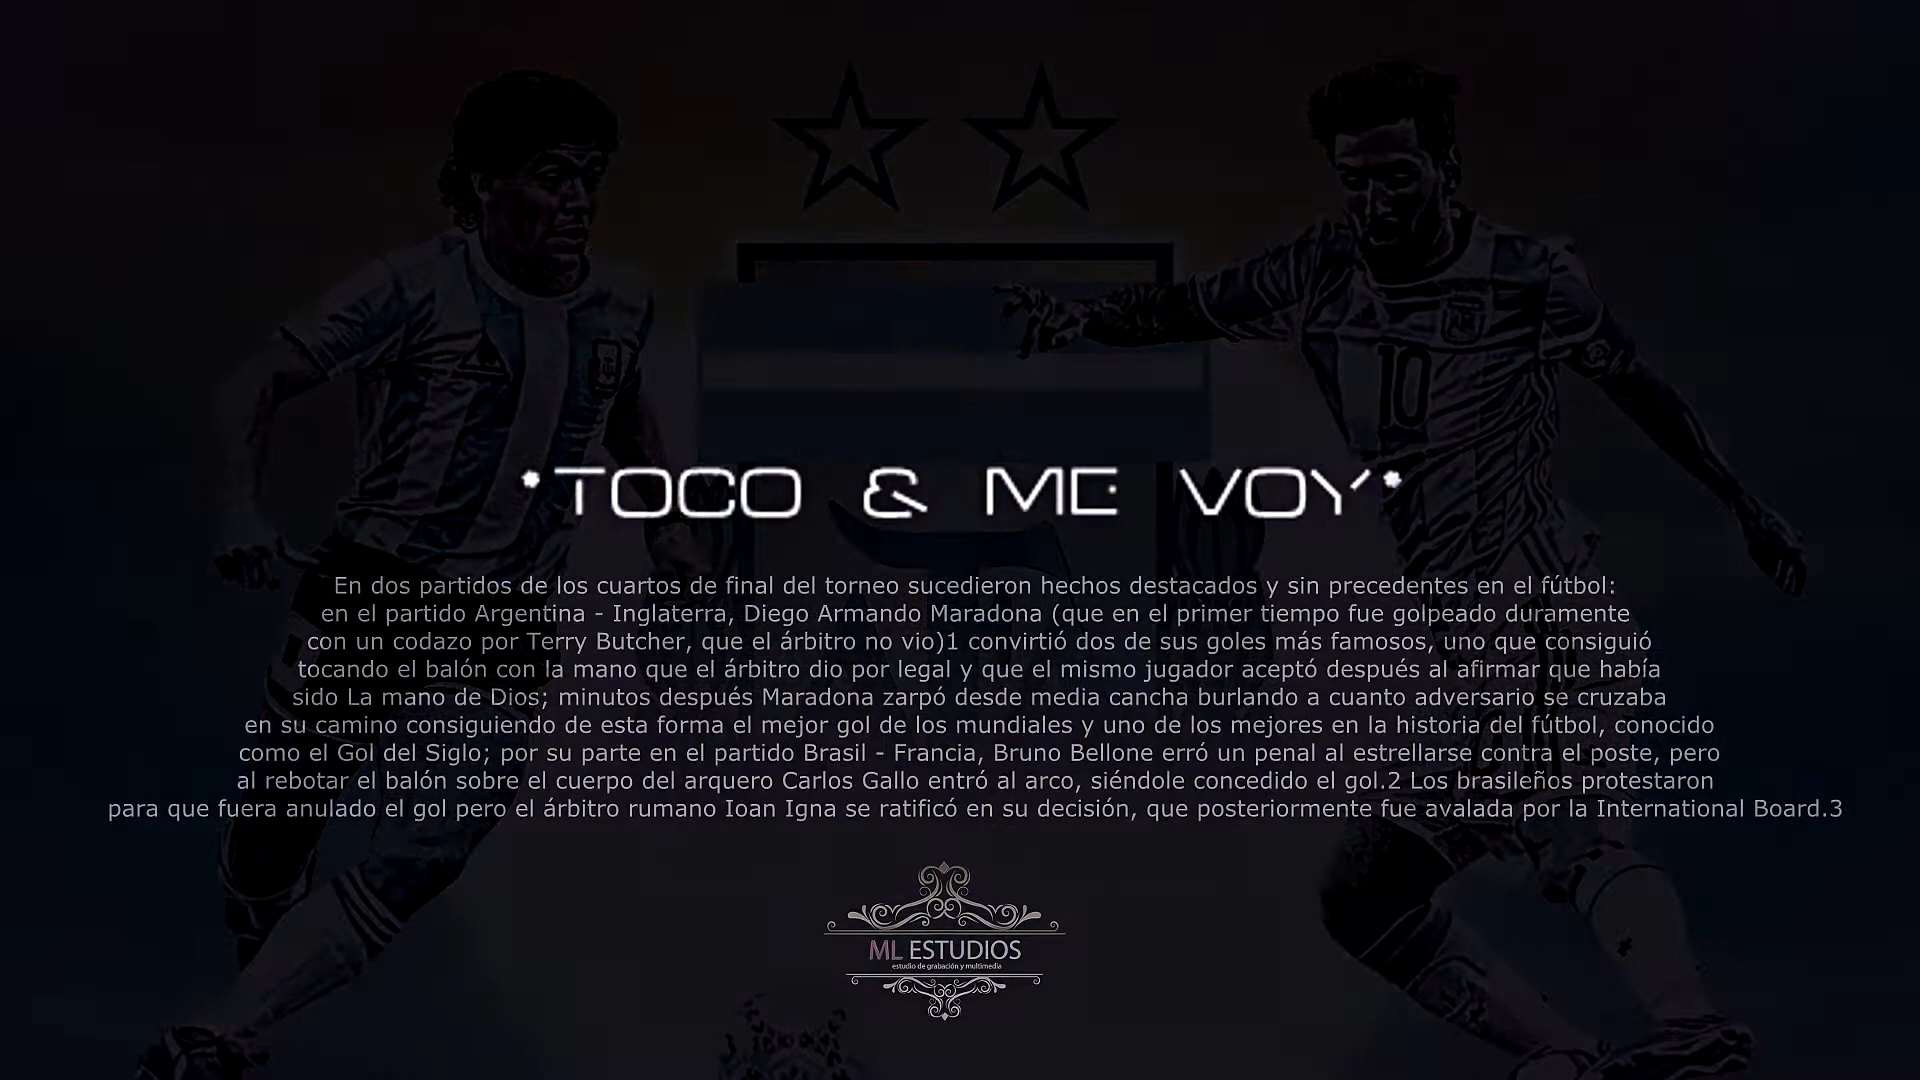 *TOCO & ME VOY*
10
En dos partidos de los cuartos de final del torneo sucedieron hechos destacados y sin precedentes en el fútbol:
en el partido Argentina - Inglaterra, Diego Armando Maradona (que en el primer tiempo fue golpeado duramente
con un codazo por Terry Butcher, que el árbitro no vio)1 convirtió dos de sus goles más famosos, uno que consiguió
tocando el balón con la mano que el árbitro dio por legal y que el mismo jugador aceptó después al afirmar que había
sido La mano de Dios; minutos después Maradona zarpó desde media cancha burlando a cuanto adversario se cruzaba
en su camino consiguiendo de esta forma el mejor gol de los mundiales y uno de los mejores en la historia del fútbol, conocido
como el Gol del Siglo; por su parte en el partido Brasil - Francia, Bruno Bellone erró un penal al estrellarse contra el poste, pero
al rebotar el balón sobre el cuerpo del arquero Carlos Gallo entró al arco, siéndole concedido el gol.2 Los brasileños protestaron
para que fuera anulado el gol pero el árbitro rumano Ioan Igna se ratificó en su decisión, que posteriormente fue avalada por la International Board.3
ML ESTUDIOS
estudio de grabación y multimedia